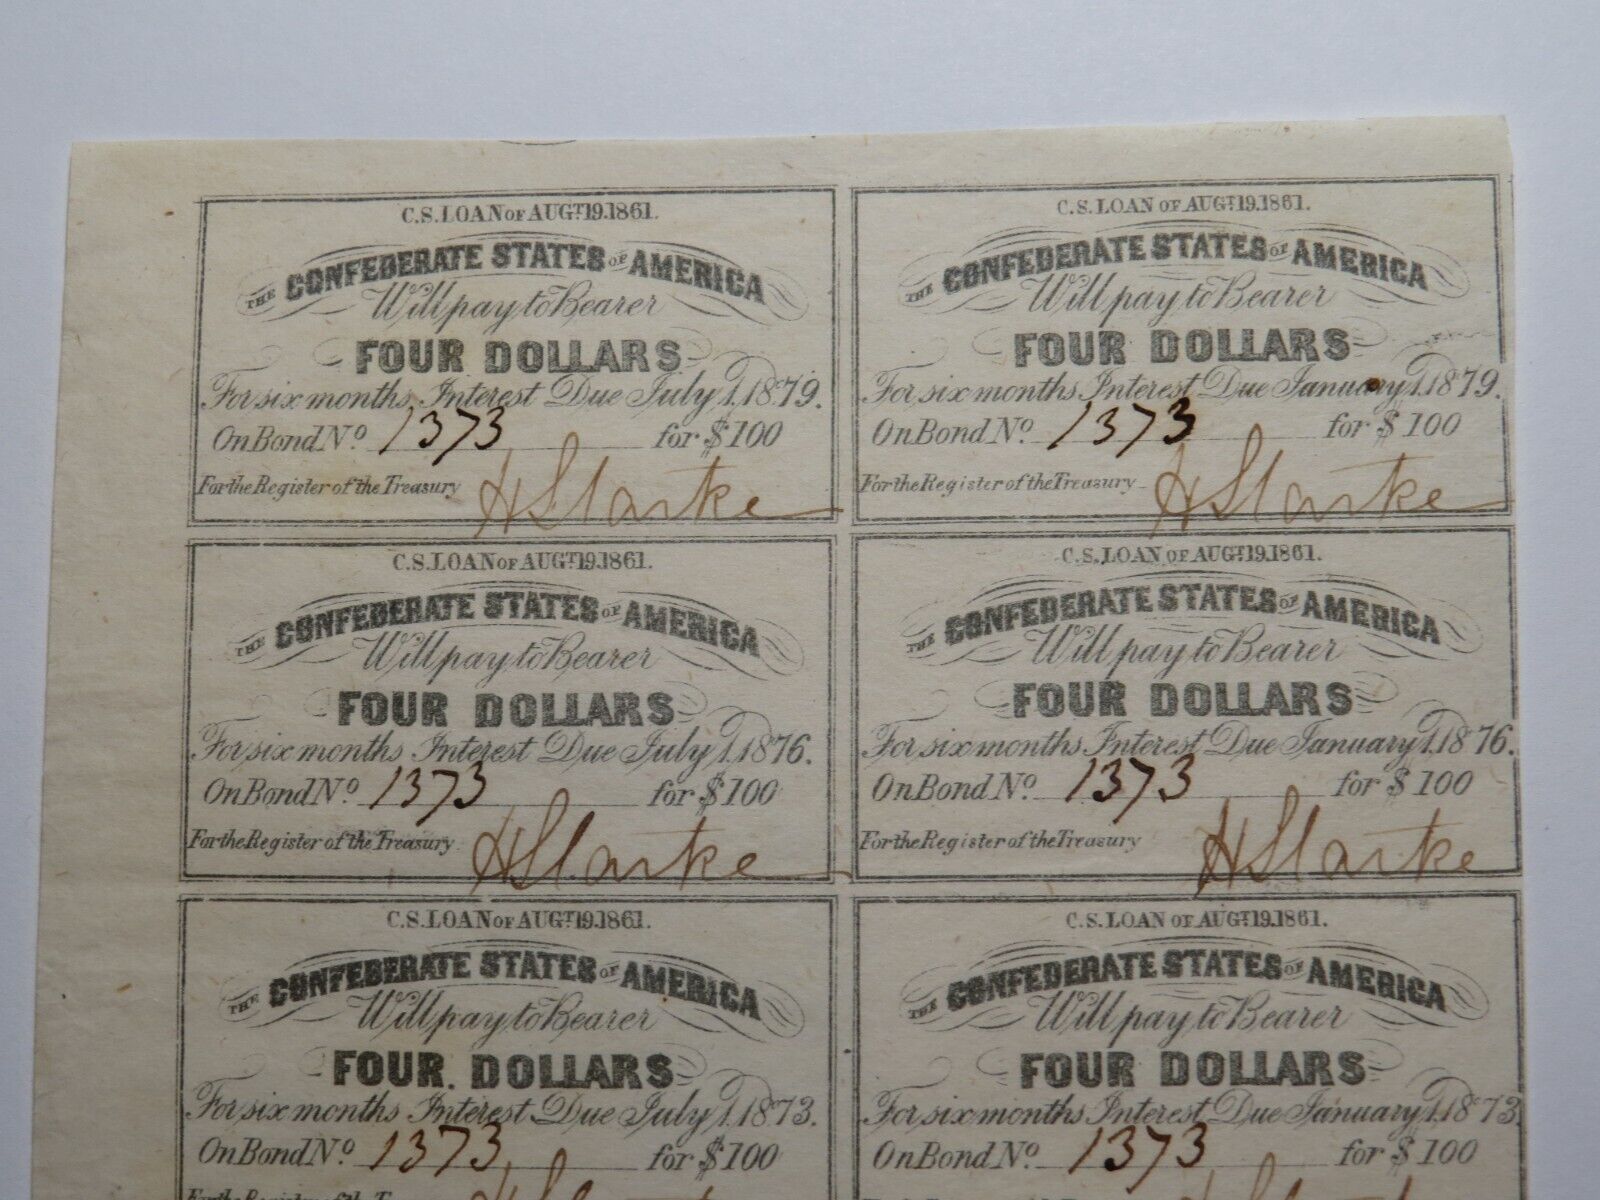 C.S. LOAN OF AUGT. 19. 1861.
THE CONFEDERATE STATES OF AMERICA
Will pay to Bearer
FOUR DOLLARS
For six months Interest Due July 1, 1879.
On Bond No. 1373 for $100
For the Register of the Treasury H Starke
C.S. LOAN OF AUGT. 19. 1861.
THE CONFEDERATE STATES OF AMERICA
Will pay to Bearer
FOUR DOLLARS
For six months Interest Due January 1, 1879.
On Bond No. 1373 for $100
For the Register of the Treasury H Starke
C.S. LOAN OF AUGT. 19. 1861.
THE CONFEDERATE STATES OF AMERICA
Will pay to Bearer
FOUR DOLLARS
For six months Interest Due July 1, 1876.
On Bond No. 1373 for $100
For the Register of the Treasury H Starke
C.S. LOAN OF AUGT. 19. 1861.
THE CONFEDERATE STATES OF AMERICA
Will pay to Bearer
FOUR DOLLARS
For six months Interest Due January 1, 1876.
On Bond No. 1373 for $100
For the Register of the Treasury H Starke
C.S. LOAN OF AUGT. 19. 1861.
THE CONFEDERATE STATES OF AMERICA
Will pay to Bearer
FOUR DOLLARS
For six months Interest Due July 1, 1873.
On Bond No. 1373 for $100
C.S. LOAN OF AUGT. 19. 1861.
THE CONFEDERATE STATES OF AMERICA
Will pay to Bearer
FOUR DOLLARS
For six months Interest Due January 1, 1873
On Bond No. 1373 for $100